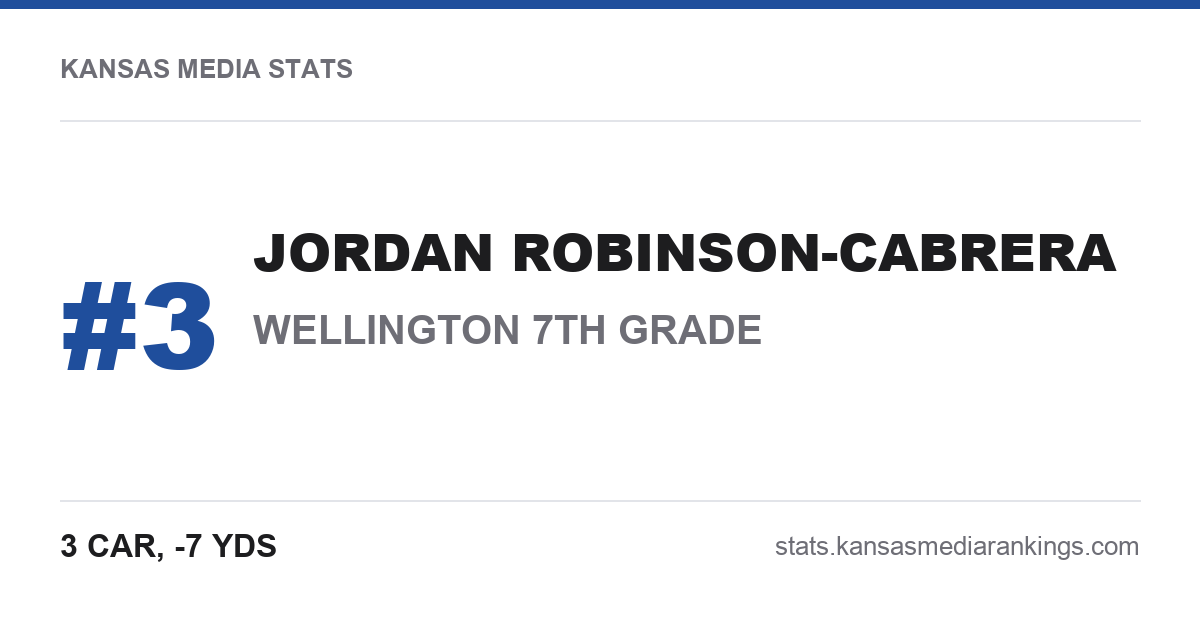 KANSAS MEDIA STATS
#3
JORDAN ROBINSON-CABRERA
WELLINGTON 7TH GRADE
3 CAR, -7 YDS
stats.kansasmediarankings.com